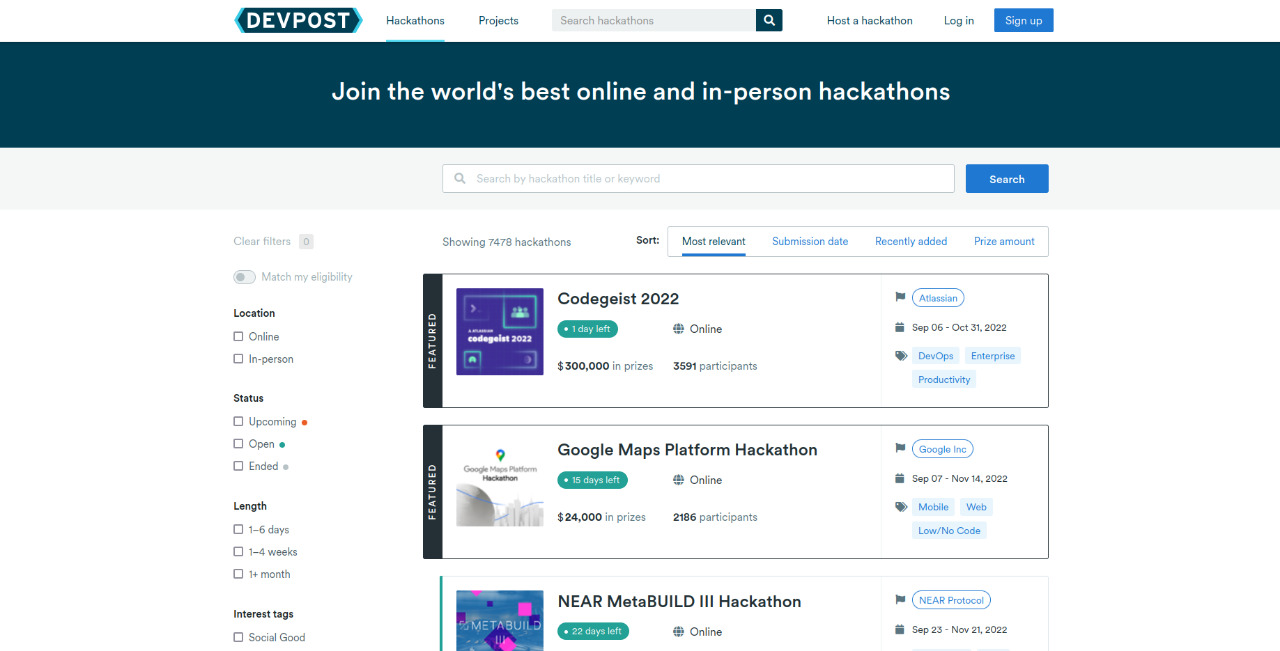 DEVPOST
Hackathons
Projects
Search hackathons
Host a hackathon
Log in
Sign up
Join the world's best online and in-person hackathons
Search by hackathon title or keyword
Search
Clear filters 0
Match my eligibility
Location
Online
In-person
Status
Upcoming
Open
Ended
Length
1–6 days
1–4 weeks
1+ month
Interest tags
Social Good
Showing 7478 hackathons
Sort:
Most relevant
Submission date
Recently added
Prize amount
FEATURED
A ATLASSIAN
codegeist 2022
Codegeist 2022
1 day left
Online
$300,000 in prizes
3591 participants
Atlassian
Sep 06 - Oct 31, 2022
DevOps
Enterprise
Productivity
FEATURED
Google Maps Platform
Hackathon
Google Maps Platform Hackathon
15 days left
Online
$24,000 in prizes
2186 participants
Google Inc
Sep 07 - Nov 14, 2022
Mobile
Web
Low/No Code
METABUILD
III
NEAR MetaBUILD III Hackathon
22 days left
Online
NEAR Protocol
Sep 23 - Nov 21, 2022